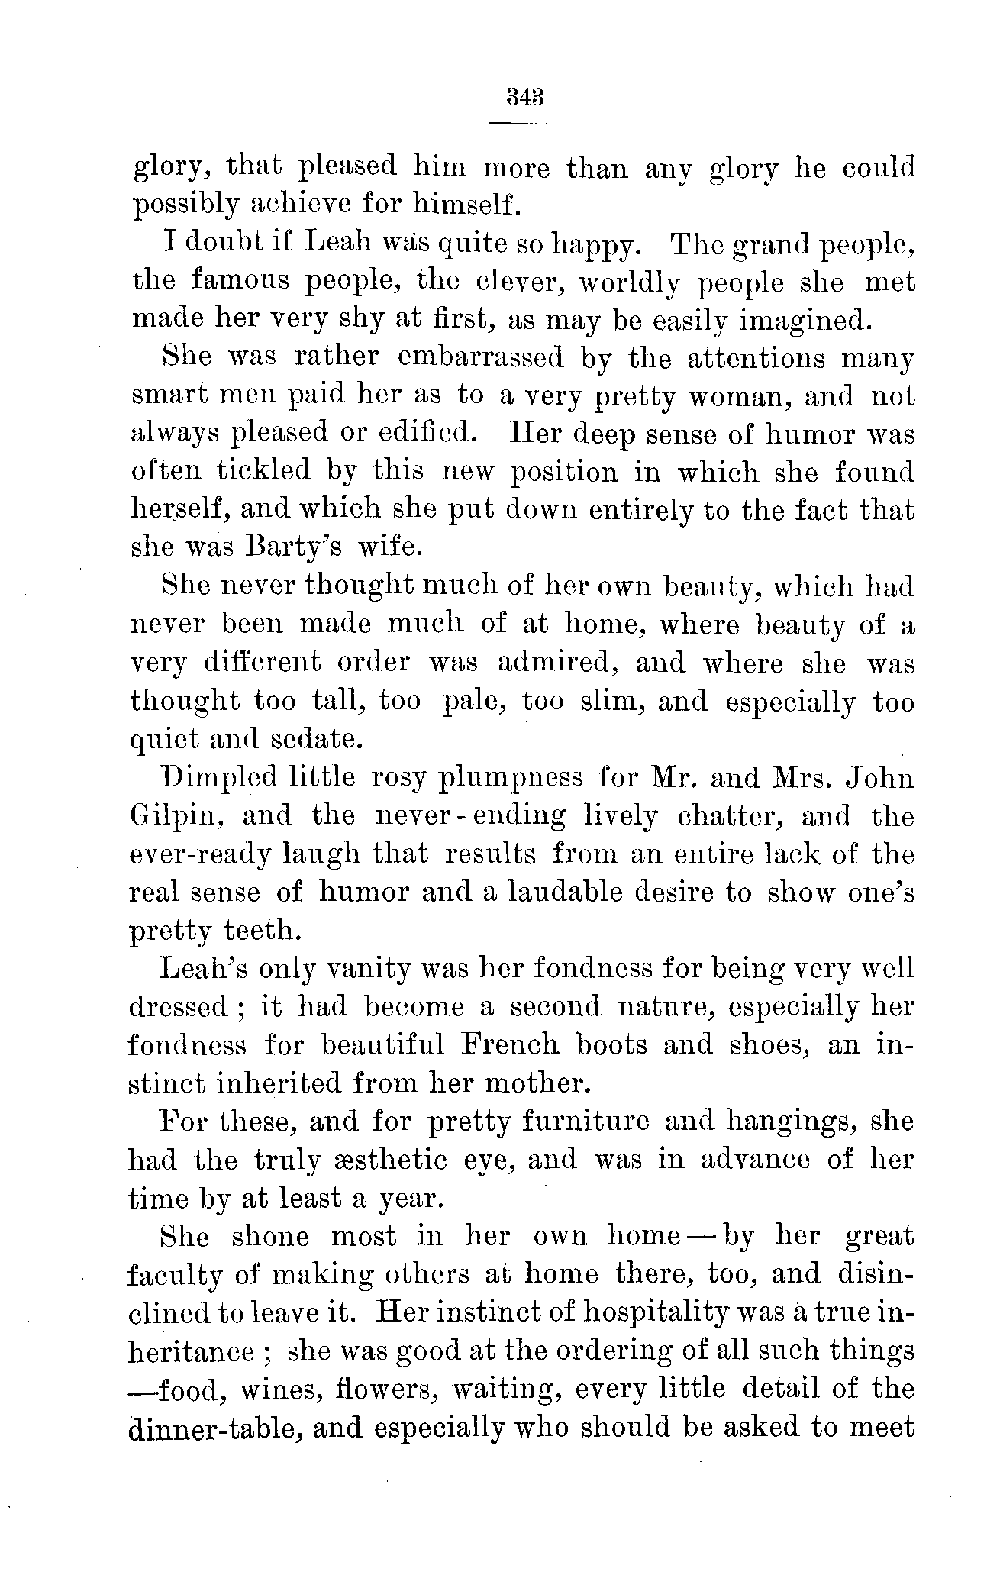 343
glory, that pleased him more than any glory he could
possibly achieve for himself.
I doubt if Leah was quite so happy. The grand people,
the famous people, the clever, worldly people she met
made her very shy at first, as may be easily imagined.
She was rather embarrassed by the attentions many
smart men paid her as to a very pretty woman, and not
always pleased or edified. Her deep sense of humor was
often tickled by this new position in which she found
herself, and which she put down entirely to the fact that
she was Barty's wife.
She never thought much of her own beauty, which had
never been made much of at home, where beauty of a
very different order was admired, and where she was
thought too tall, too pale, too slim, and especially too
quiet and sedate.
Dimpled little rosy plumpness for Mr. and Mrs. John
Gilpin, and the never-ending lively chatter, and the
ever-ready laugh that results from an entire lack of the
real sense of humor and a laudable desire to show one's
pretty teeth.
Leah's only vanity was her fondness for being very well
dressed ; it had become a second nature, especially her
fondness for beautiful French boots and shoes, an in-
stinct inherited from her mother.
For these, and for pretty furniture and hangings, she
had the truly æsthetic eye, and was in advance of her
time by at least a year.
She shone most in her own home — by her great
faculty of making others at home there, too, and disin-
clined to leave it. Her instinct of hospitality was a true in-
heritance ; she was good at the ordering of all such things
—food, wines, flowers, waiting, every little detail of the
dinner-table, and especially who should be asked to meet